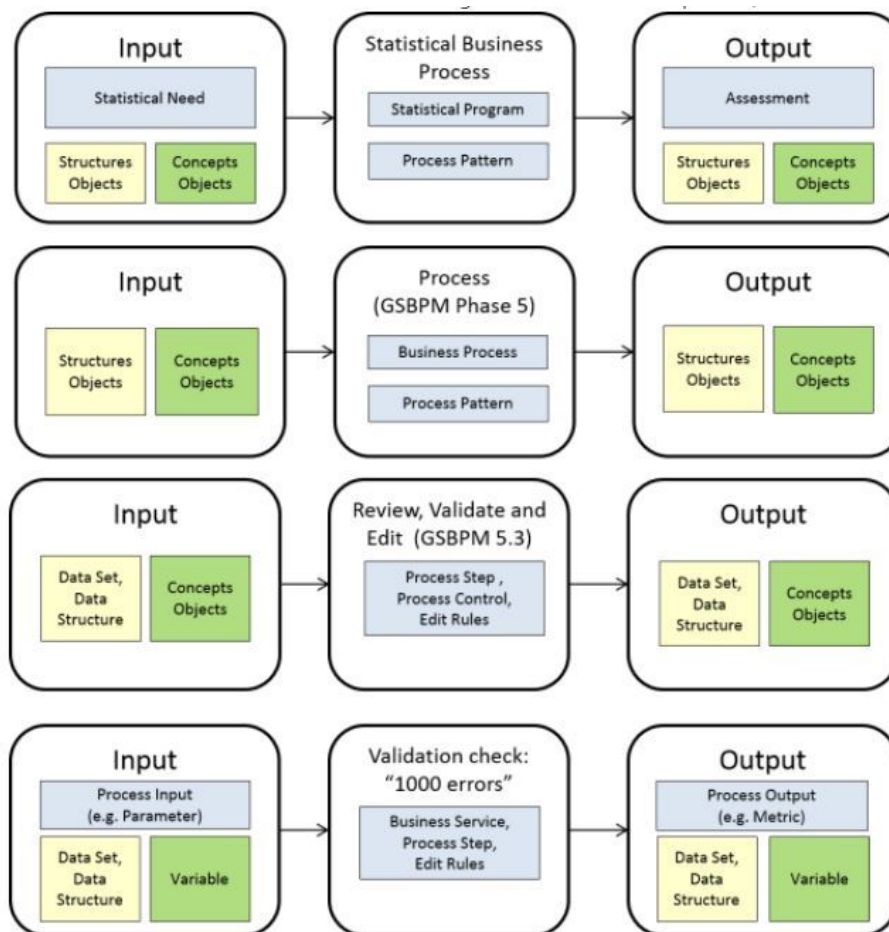 Input
Statistical Need
Structures
Objects
Concepts
Objects
Statistical Business
Process
Statistical Program
Process Pattern
Output
Assessment
Structures
Objects
Concepts
Objects
Input
Structures
Objects
Concepts
Objects
Process
(GSBPM Phase 5)
Business Process
Process Pattern
Output
Structures
Objects
Concepts
Objects
Input
Data Set,
Data
Structure
Concepts
Objects
Review, Validate and
Edit (GSBPM 5.3)
Process Step ,
Process Control,
Edit Rules
Output
Data Set,
Data
Structure
Concepts
Objects
Input
Process Input
(e.g. Parameter)
Data Set,
Data
Structure
Variable
Validation check:
“1000 errors”
Business Service,
Process Step,
Edit Rules
Output
Process Output
(e.g. Metric)
Data Set,
Data
Structure
Variable